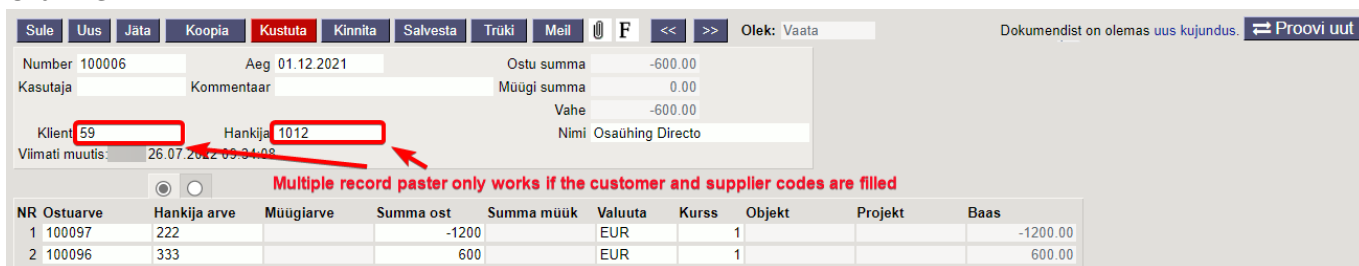 Sule Uus Jäta Koopia Kustuta Kinnita Salvesta Trüki Meil F << >> Olek: Vaata Dokumendist on olemas uus kujundus. Proovi uut
Number 100006 Aeg 01.12.2021 Ostu summa -600.00
Kasutaja Kommentaar Müügi summa 0.00
Vahe -600.00
Klient 59 Hankija 1012 Nimi Osaühing Directo
Viimati muutis: 26.07.2022 09:34:08
Multiple record paster only works if the customer and supplier codes are filled
NR Ostuarve Hankija arve Müügiarve Summa ost Summa müük Valuuta Kurss Objekt Projekt Baas
1 100097 222 -1200 EUR 1 -1200.00
2 100096 333 600 EUR 1 600.00